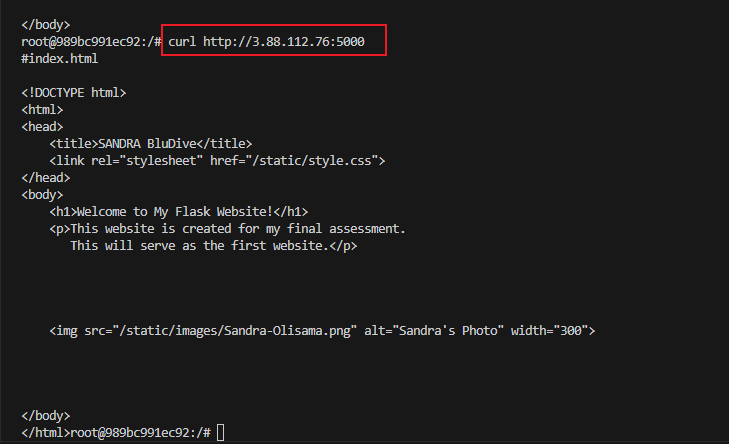 </body>
root@989bc991ec92:/# curl http://3.88.112.76:5000
#index.html
<!DOCTYPE html>
<html>
<head>
    <title>SANDRA BluDive</title>
    <link rel="stylesheet" href="/static/style.css">
</head>
<body>
    <h1>Welcome to My Flask Website!</h1>
    <p>This website is created for my final assessment.
       This will serve as the first website.</p>
    <img src="/static/images/Sandra-Olisama.png" alt="Sandra's Photo" width="300">
</body>
</html>root@989bc991ec92:/#